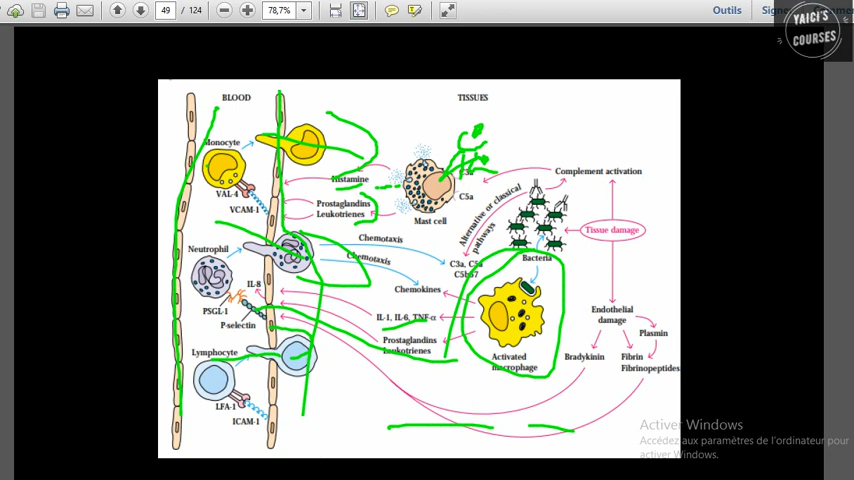 49 / 124
78,7%
Outils
YAICI'S
COURSES
BLOOD
TISSUES
Monocyte
VAL-4
VCAM-1
Histamine
Prostaglandins
Leukotrienes
Mast cell
C3a
C5a
Complement activation
Alternative or classical
pathways
Tissue damage
Bacteria
Neutrophil
Chemotaxis
Chemotaxis
C3a, C5a
C5b67
Chemokines
IL-8
PSGL-1
P-selectin
IL-1, IL-6, TNF-α
Prostaglandins
Leukotrienes
Activated
macrophage
Endothelial
damage
Plasmin
Bradykinin
Fibrin
Fibrinopeptides
Lymphocyte
LFA-1
ICAM-1
Activer Windows
Accédez aux paramètres de l'ordinateur pour
activer Windows.